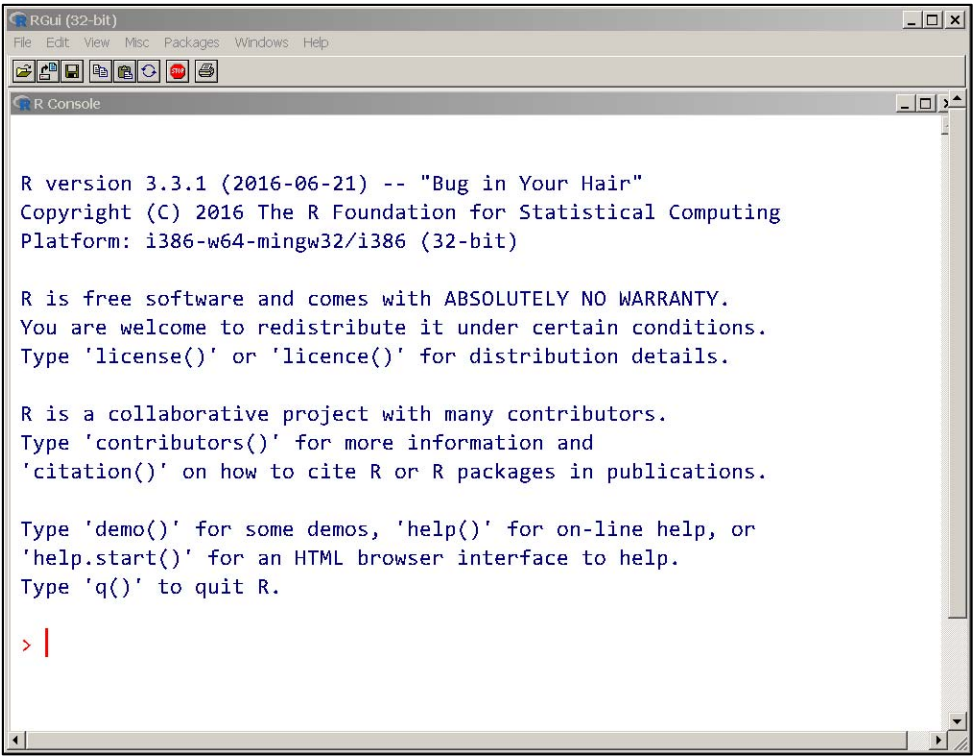 RGui (32-bit)
File Edit View Misc Packages Windows Help
STOP
R Console
R version 3.3.1 (2016-06-21) -- "Bug in Your Hair"
Copyright (C) 2016 The R Foundation for Statistical Computing
Platform: i386-w64-mingw32/i386 (32-bit)
R is free software and comes with ABSOLUTELY NO WARRANTY.
You are welcome to redistribute it under certain conditions.
Type 'license()' or 'licence()' for distribution details.
R is a collaborative project with many contributors.
Type 'contributors()' for more information and
'citation()' on how to cite R or R packages in publications.
Type 'demo()' for some demos, 'help()' for on-line help, or
'help.start()' for an HTML browser interface to help.
Type 'q()' to quit R.
>